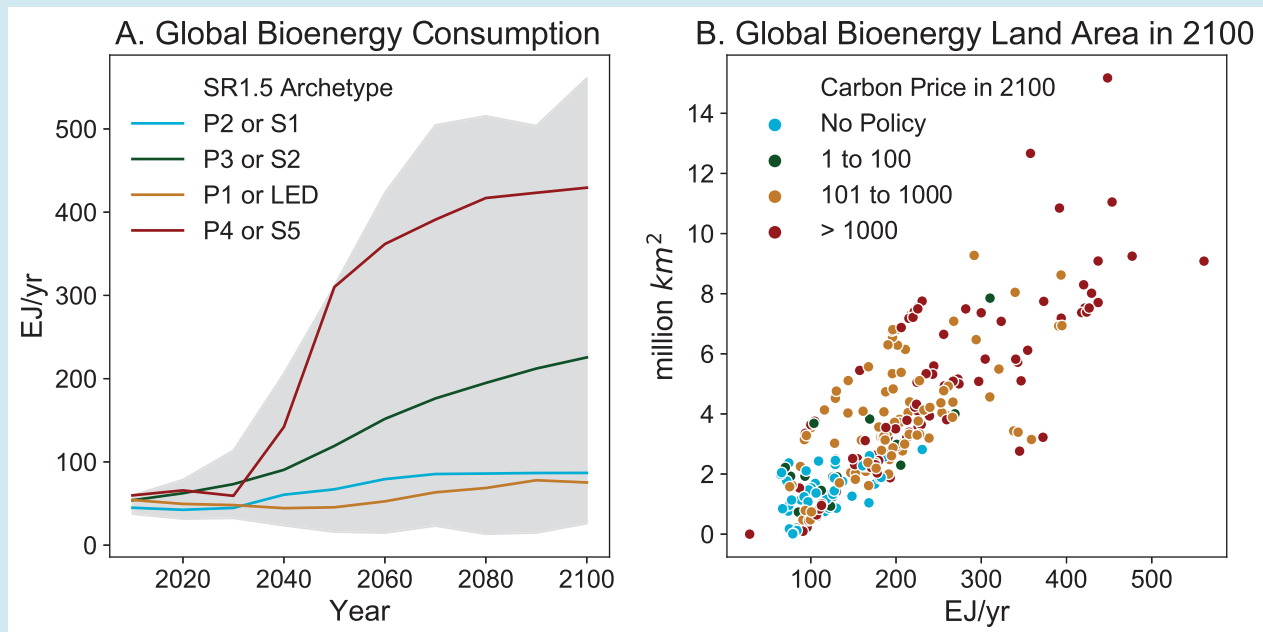 A. Global Bioenergy Consumption
SR1.5 Archetype
P2 or S1
P3 or S2
P1 or LED
P4 or S5
500
400
300
200
100
0
EJ/yr
2020
2040
2060
2080
2100
Year
B. Global Bioenergy Land Area in 2100
Carbon Price in 2100
No Policy
1 to 100
101 to 1000
> 1000
14
12
10
8
6
4
2
0
million km²
100
200
300
400
500
EJ/yr